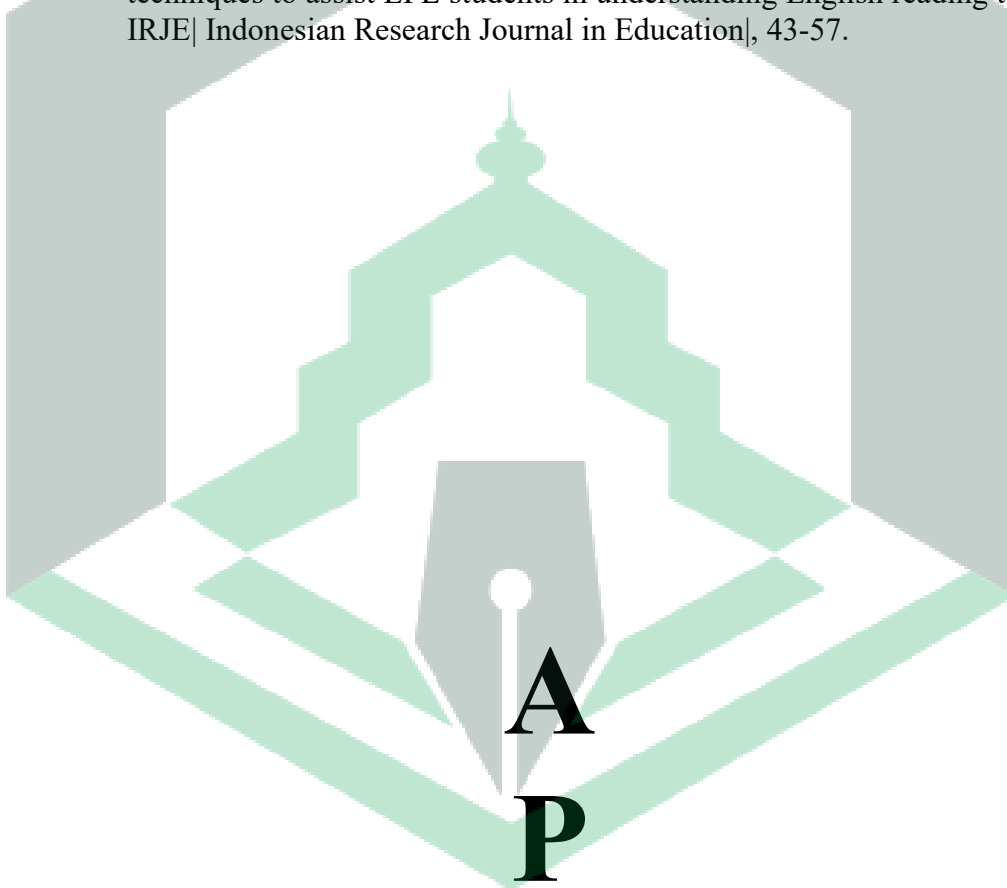 techniques to assist EFL students in understanding English reading
IRJE| Indonesian Research Journal in Education|, 43-57.
A
P